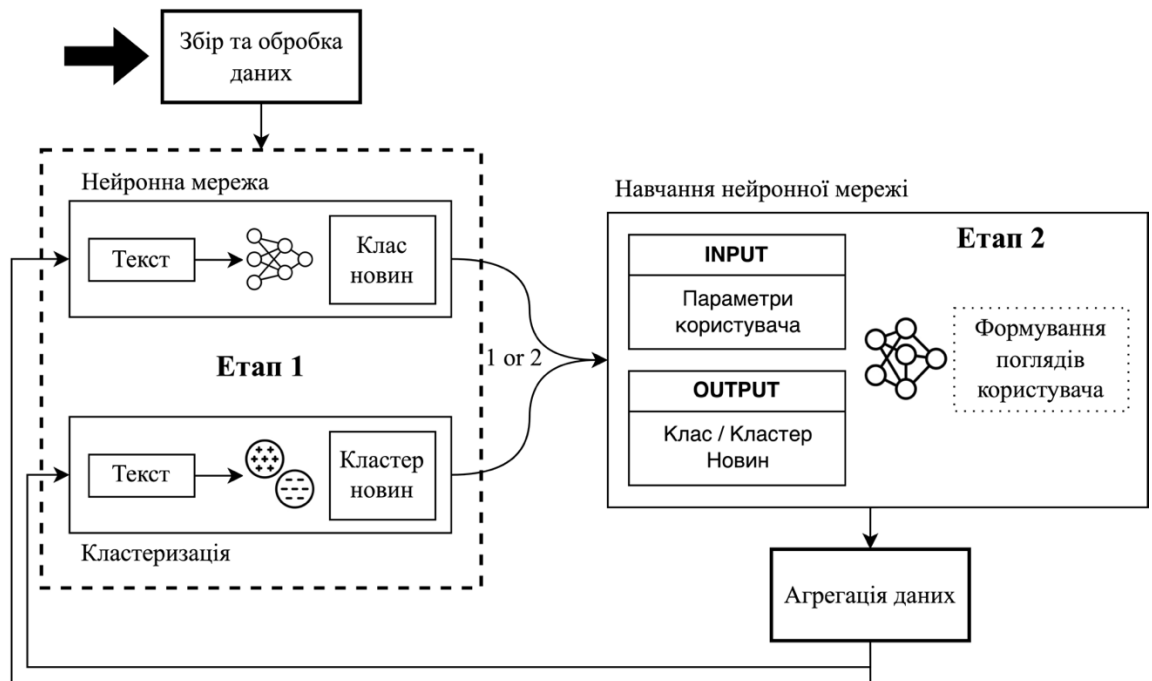 Збір та обробка
даних
Нейронна мережа
Текст
Клас
новин
Етап 1
1 or 2
Текст
Кластер
новин
Кластеризація
Навчання нейронної мережі
Етап 2
INPUT
Параметри
користувача
OUTPUT
Клас / Кластер
Новин
Формування
поглядів
користувача
Агрегація даних